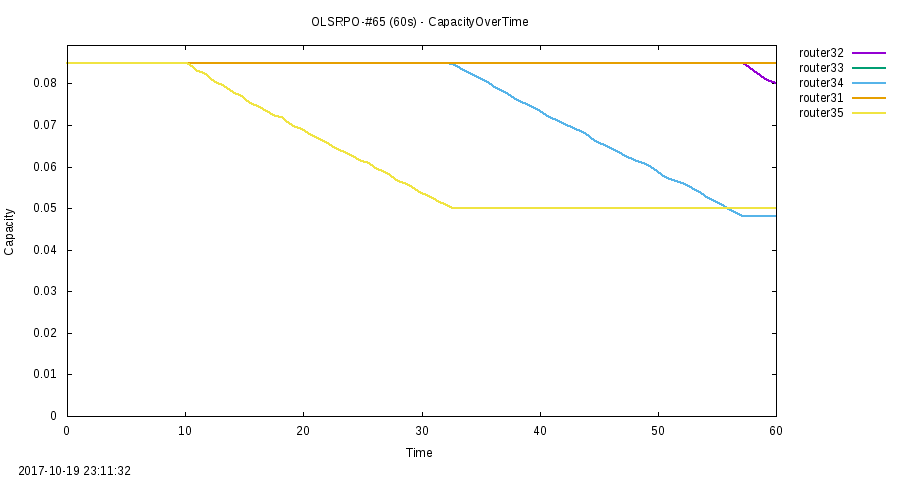 OLSRPO-#65 (60s) - CapacityOverTime
router32
router33
router34
router31
router35
0.08
0.07
0.06
0.05
0.04
0.03
0.02
0.01
0
Capacity
0 10 20 30 40 50 60
Time
2017-10-19 23:11:32